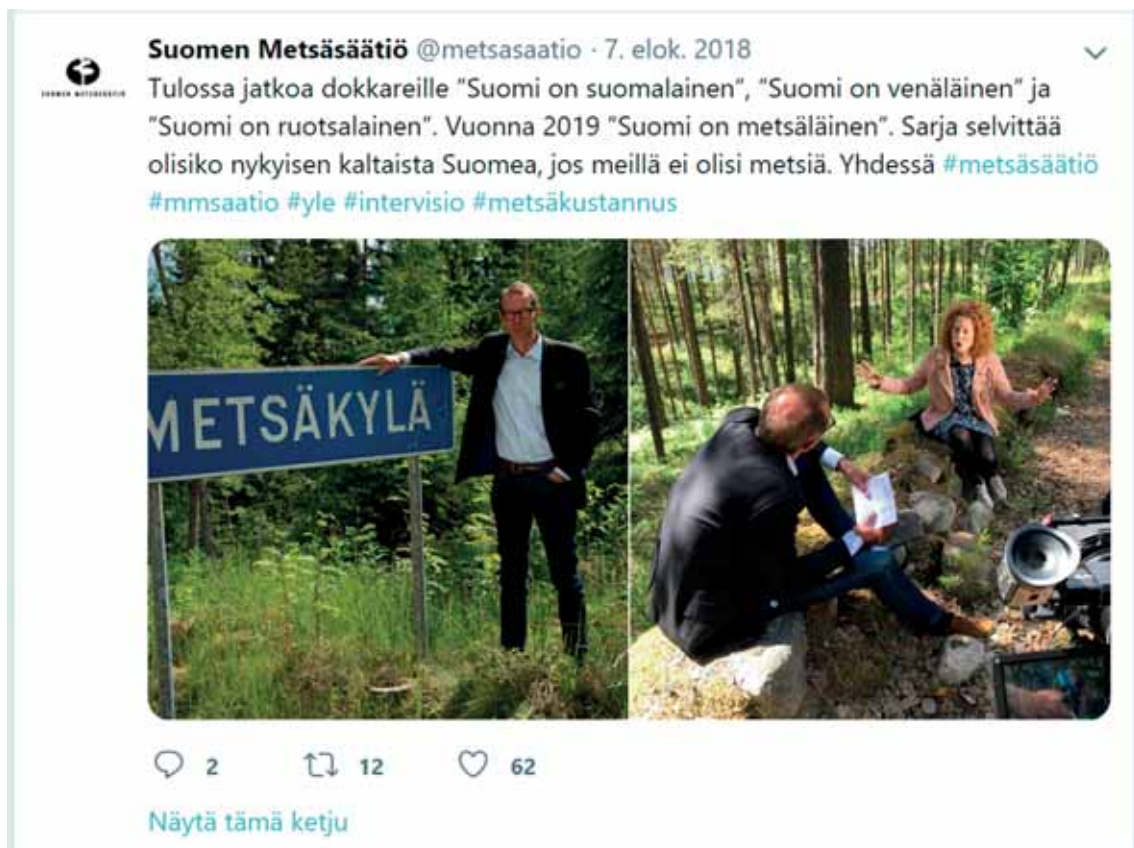 Suomen Metsäsäätiö @metsasaatio · 7. elok. 2018
Tulossa jatkoa dokkareille "Suomi on suomalainen", "Suomi on venäläinen" ja
"Suomi on ruotsalainen". Vuonna 2019 "Suomi on metsäläinen". Sarja selvittää
olisiko nykyisen kaltaista Suomea, jos meillä ei olisi metsiä. Yhdessä #metsäsäätiö
#mmsaatio #yle #intervisio #metsäkustannus
SUOMEN METSÄSÄÄTIÖ
METSÄKYLÄ
2 12 62
Näytä tämä ketju